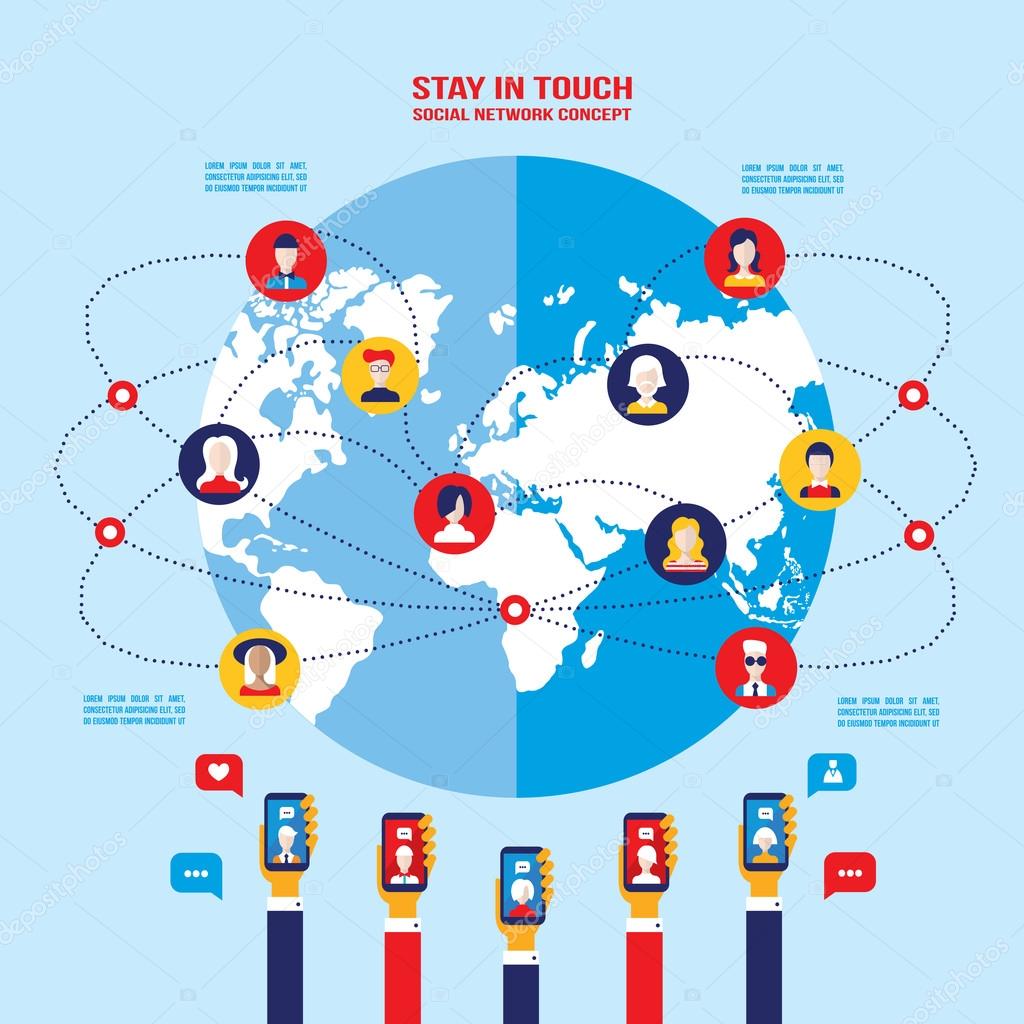 STAY IN TOUCH
SOCIAL NETWORK CONCEPT
LOREM IPSUM DOLOR SIT AMET,
CONSECTETUR ADIPISICING ELIT, SED
DO EIUSMOD TEMPOR INCIDIDUNT UT
LOREM IPSUM DOLOR SIT AMET,
CONSECTETUR ADIPISICING ELIT, SED
DO EIUSMOD TEMPOR INCIDIDUNT UT
LOREM IPSUM DOLOR SIT AMET,
CONSECTETUR ADIPISICING ELIT, SED
DO EIUSMOD TEMPOR INCIDIDUNT UT
LOREM IPSUM DOLOR SIT AMET,
CONSECTETUR ADIPISICING ELIT, SED
DO EIUSMOD TEMPOR INCIDIDUNT UT
depositphotos